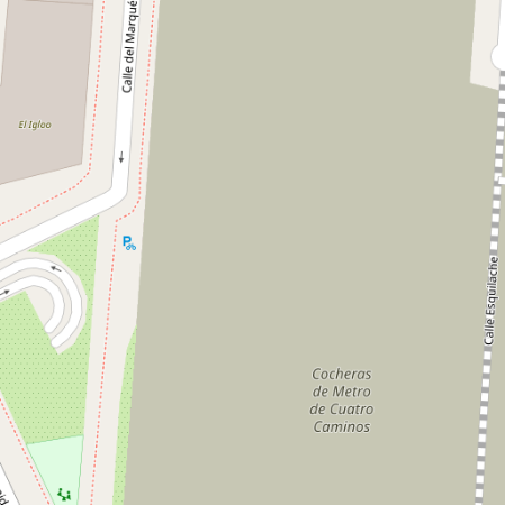 Calle del Marqué
El Igloo
P
Calle Esquilache
Cocheras
de Metro
de Cuatro
Caminos